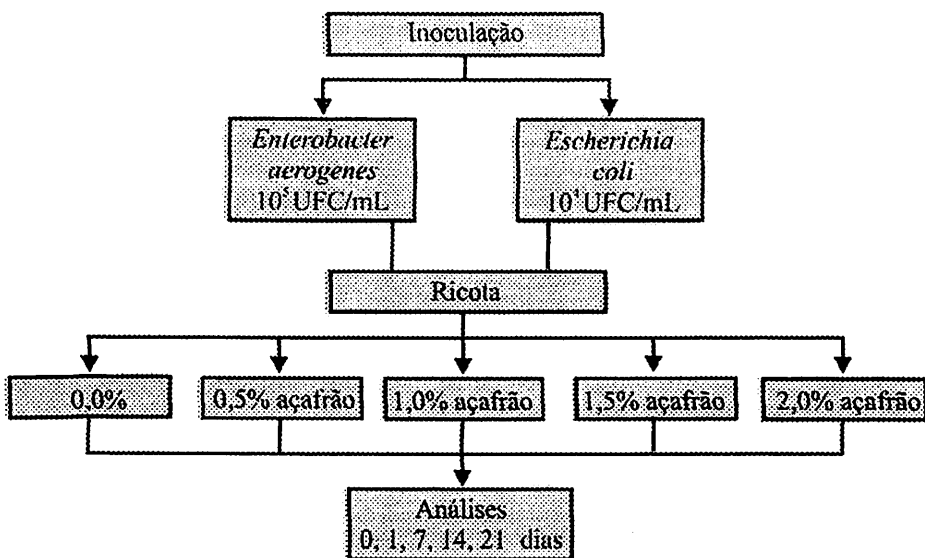 Inoculação
Enterobacter
aerogenes
10⁵ UFC/mL
Escherichia
coli
10⁴ UFC/mL
Ricota
0,0%
0,5% açafrão
1,0% açafrão
1,5% açafrão
2,0% açafrão
Análises
0, 1, 7, 14, 21 dias